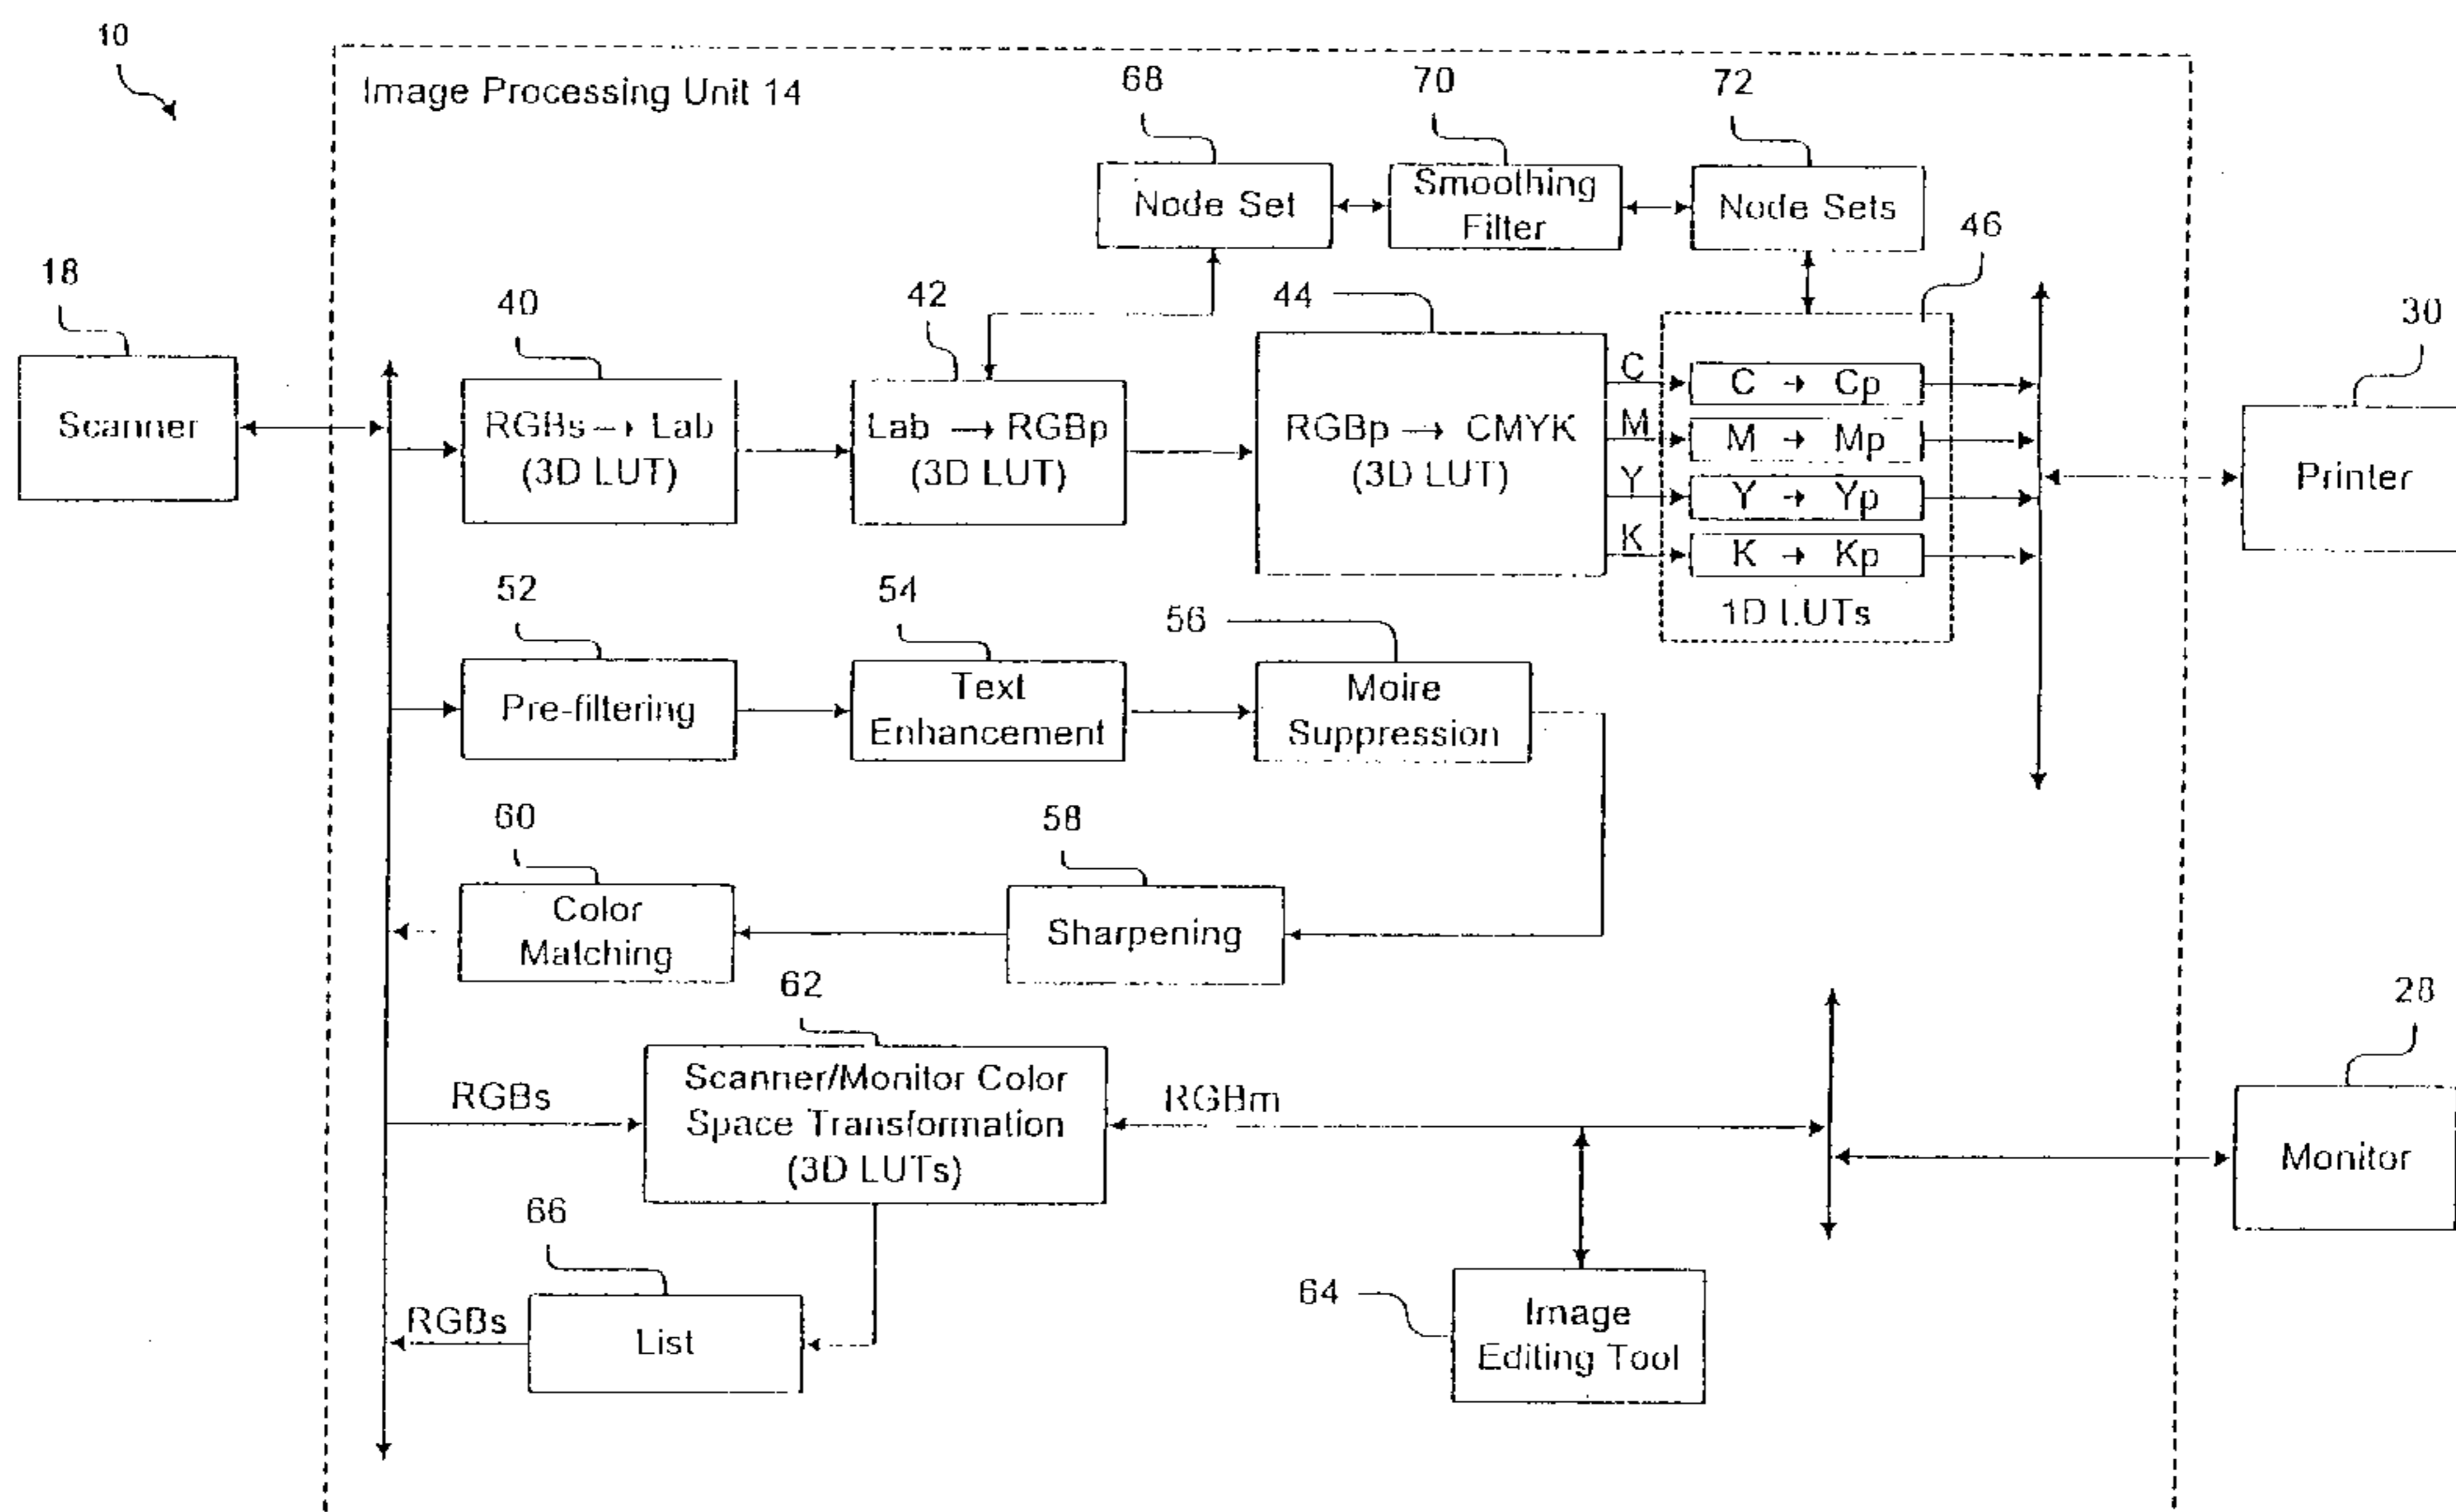 10
Image Processing Unit 14
68
70
72
Node Set
Smoothing
Filter
Node Sets
46
18
40
42
44
30
Scanner
RGBs → Lab
(3D LUT)
Lab → RGBp
(3D LUT)
RGBp → CMYK
(3D LUT)
C
M
Y
K
C → Cp
M → Mp
Y → Yp
K → Kp
1D LUTs
Printer
52
54
56
Pre-filtering
Text
Enhancement
Moire
Suppression
60
58
Color
Matching
Sharpening
62
28
RGBs
Scanner/Monitor Color
Space Transformation
(3D LUTs)
RGBm
Monitor
66
64
RGBs
List
Image
Editing Tool